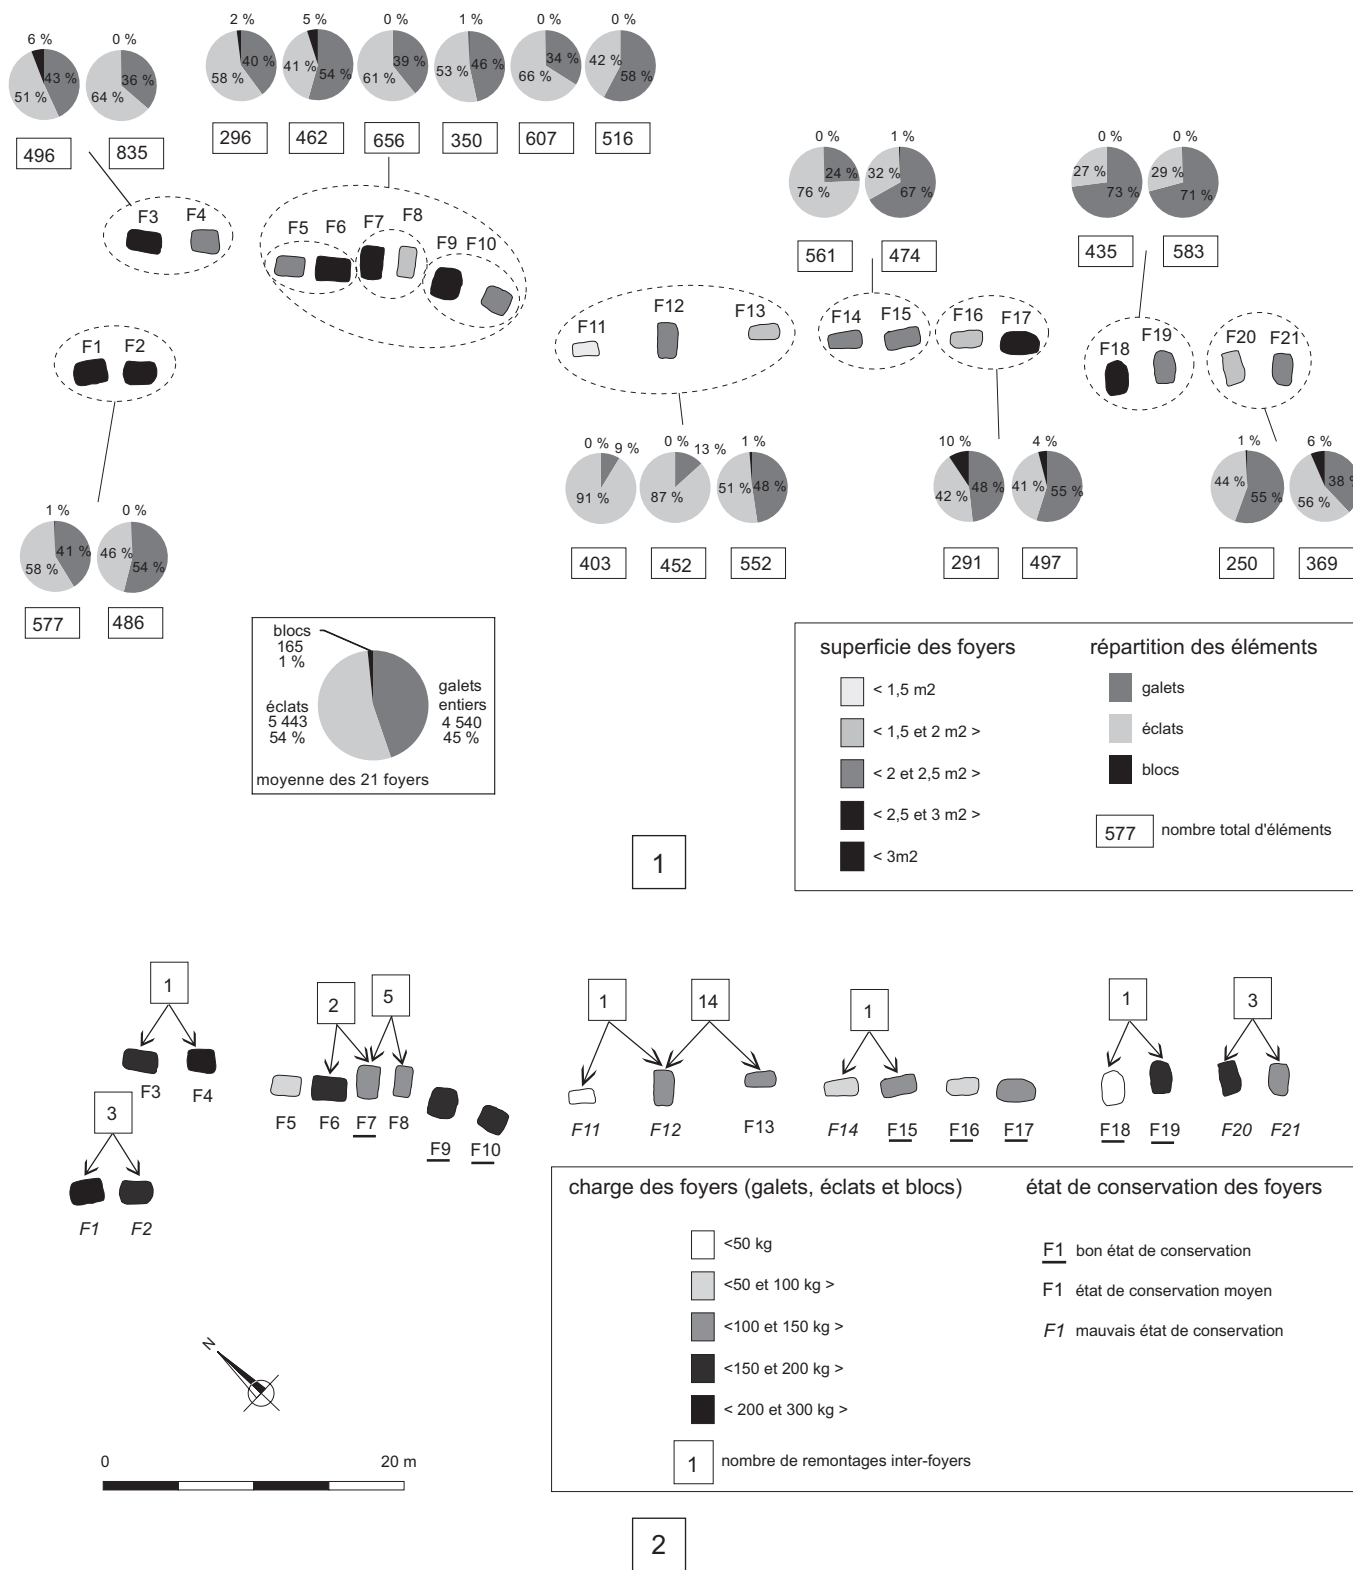 6 % 0 % 2 % 5 % 0 % 1 % 0 % 0 %
43 % 51 % 36 % 64 % 40 % 58 % 41 % 54 % 39 % 61 % 53 % 46 % 34 % 66 % 42 % 58 %
496 835 296 462 656 350 607 516
0 % 1 % 0 % 0 %
24 % 76 % 32 % 67 % 27 % 73 % 29 % 71 %
561 474 435 583
F3 F4 F5 F6 F7 F8 F9 F10
F1 F2 F11 F12 F13 F14 F15 F16 F17 F18 F19 F20 F21
0 % 9 % 0 % 13 % 1 % 10 % 4 % 1 % 6 %
91 % 87 % 51 % 48 % 42 % 48 % 41 % 55 % 44 % 55 % 56 % 38 %
403 452 552 291 497 250 369
1 % 0 %
41 % 58 % 46 % 54 %
577 486
blocs
165
1 %
éclats
5 443
54 %
galets
entiers
4 540
45 %
moyenne des 21 foyers
superficie des foyers
< 1,5 m2
< 1,5 et 2 m2 >
< 2 et 2,5 m2 >
< 2,5 et 3 m2 >
< 3m2
répartition des éléments
galets
éclats
blocs
577 nombre total d'éléments
1
1 2 5 1 14 1 1 3
3
F3 F4 F5 F6 F7 F8 F9 F10 F11 F12 F13 F14 F15 F16 F17 F18 F19 F20 F21
F1 F2
charge des foyers (galets, éclats et blocs)
<50 kg
<50 et 100 kg >
<100 et 150 kg >
<150 et 200 kg >
< 200 et 300 kg >
1 nombre de remontages inter-foyers
état de conservation des foyers
F1 bon état de conservation
F1 état de conservation moyen
F1 mauvais état de conservation
N
0 20 m
2